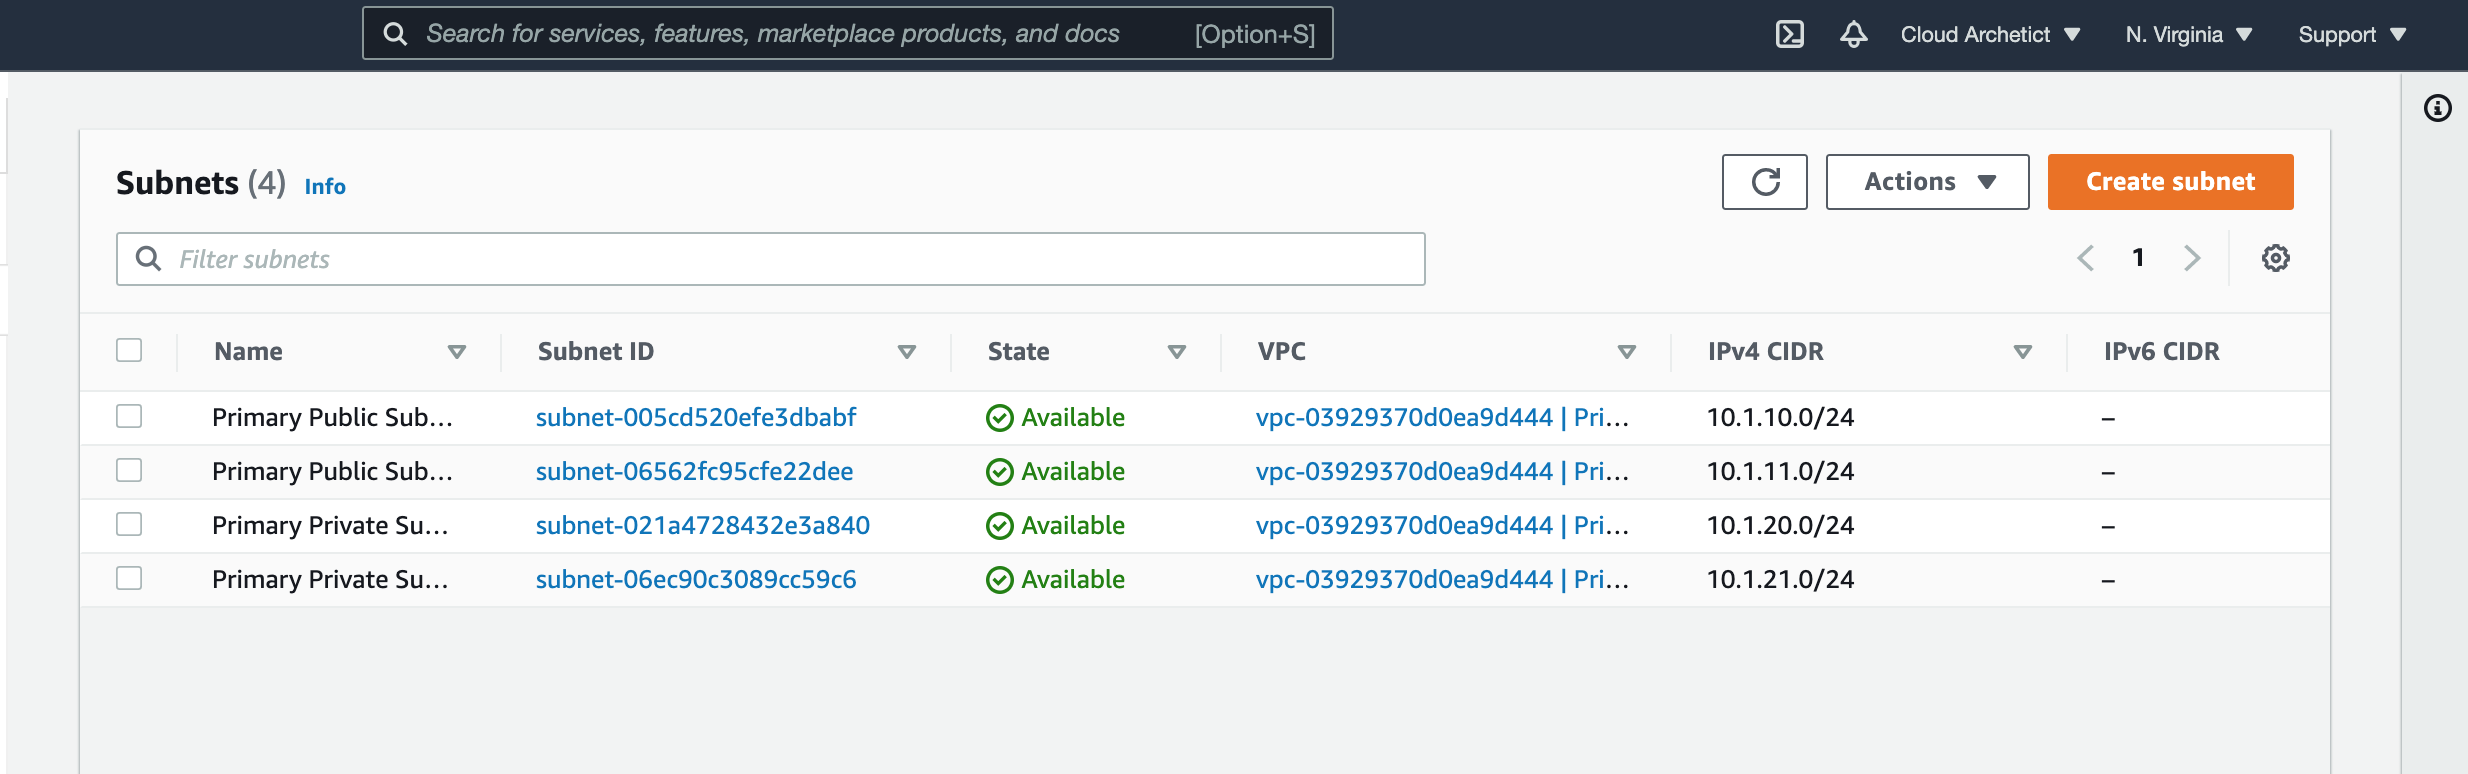 Search for services, features, marketplace products, and docs [Option+S] Cloud Archetict N. Virginia Support
Subnets (4) Info Actions Create subnet
Filter subnets 1
Name Subnet ID State VPC IPv4 CIDR IPv6 CIDR
Primary Public Sub... subnet-005cd520efe3dbabf Available vpc-03929370d0ea9d444 | Pri... 10.1.10.0/24 –
Primary Public Sub... subnet-06562fc95cfe22dee Available vpc-03929370d0ea9d444 | Pri... 10.1.11.0/24 –
Primary Private Su... subnet-021a4728432e3a840 Available vpc-03929370d0ea9d444 | Pri... 10.1.20.0/24 –
Primary Private Su... subnet-06ec90c3089cc59c6 Available vpc-03929370d0ea9d444 | Pri... 10.1.21.0/24 –